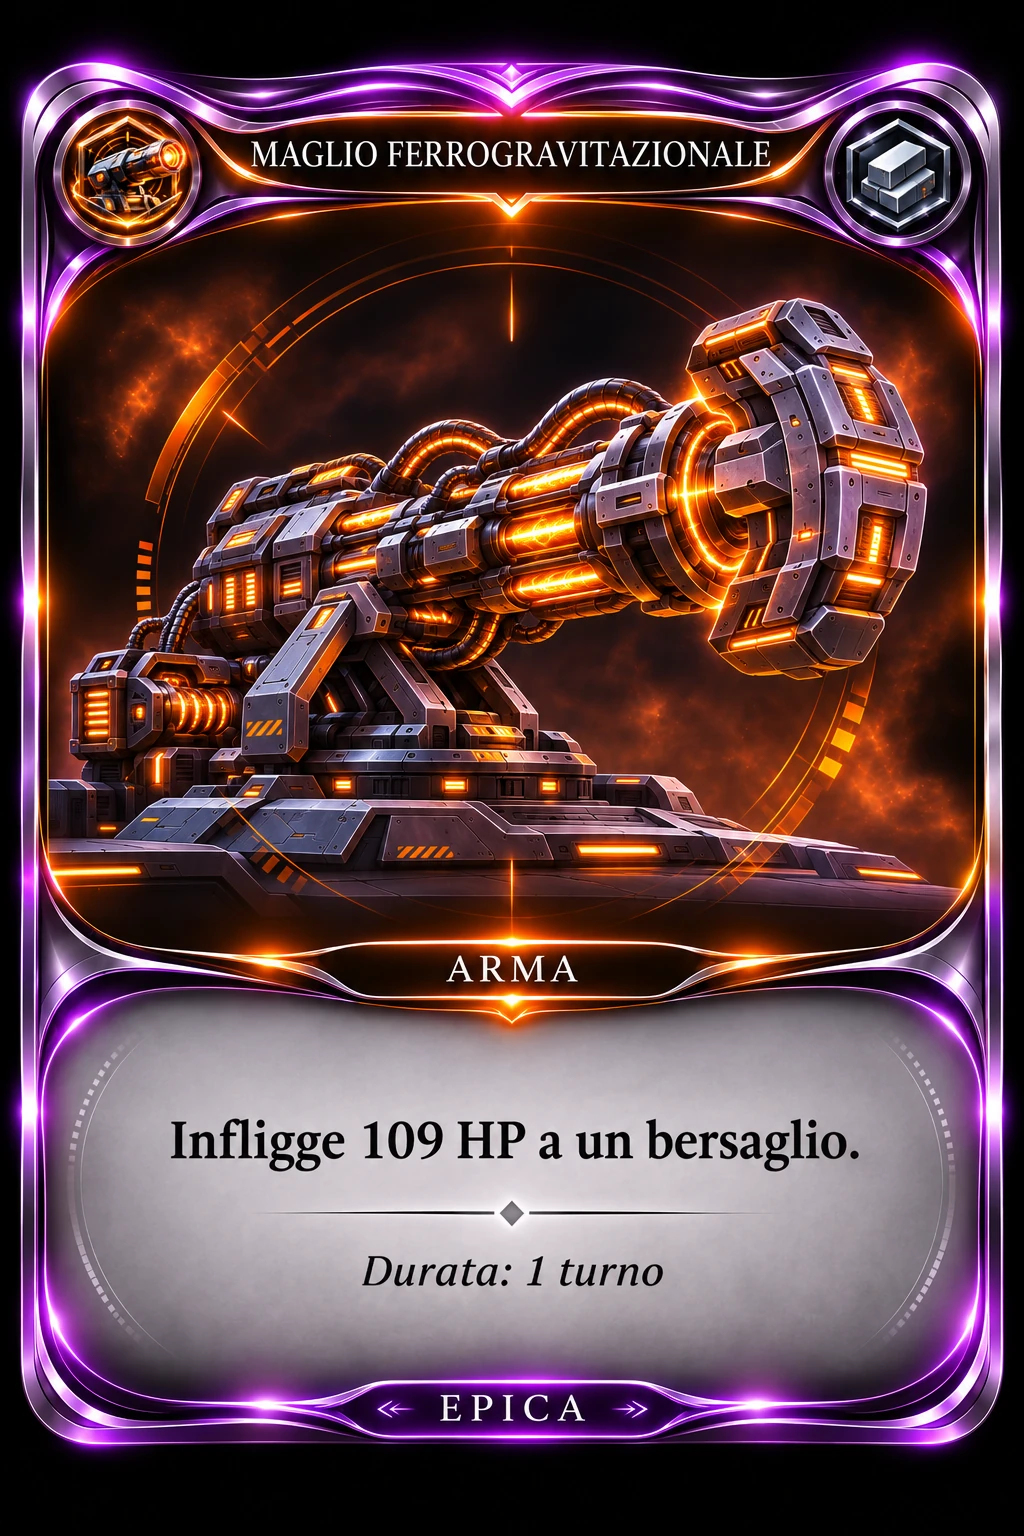 MAGLIO FERROGRAVITAZIONALE
ARMA
Infligge 109 HP a un bersaglio.
Durata: 1 turno
EPICA